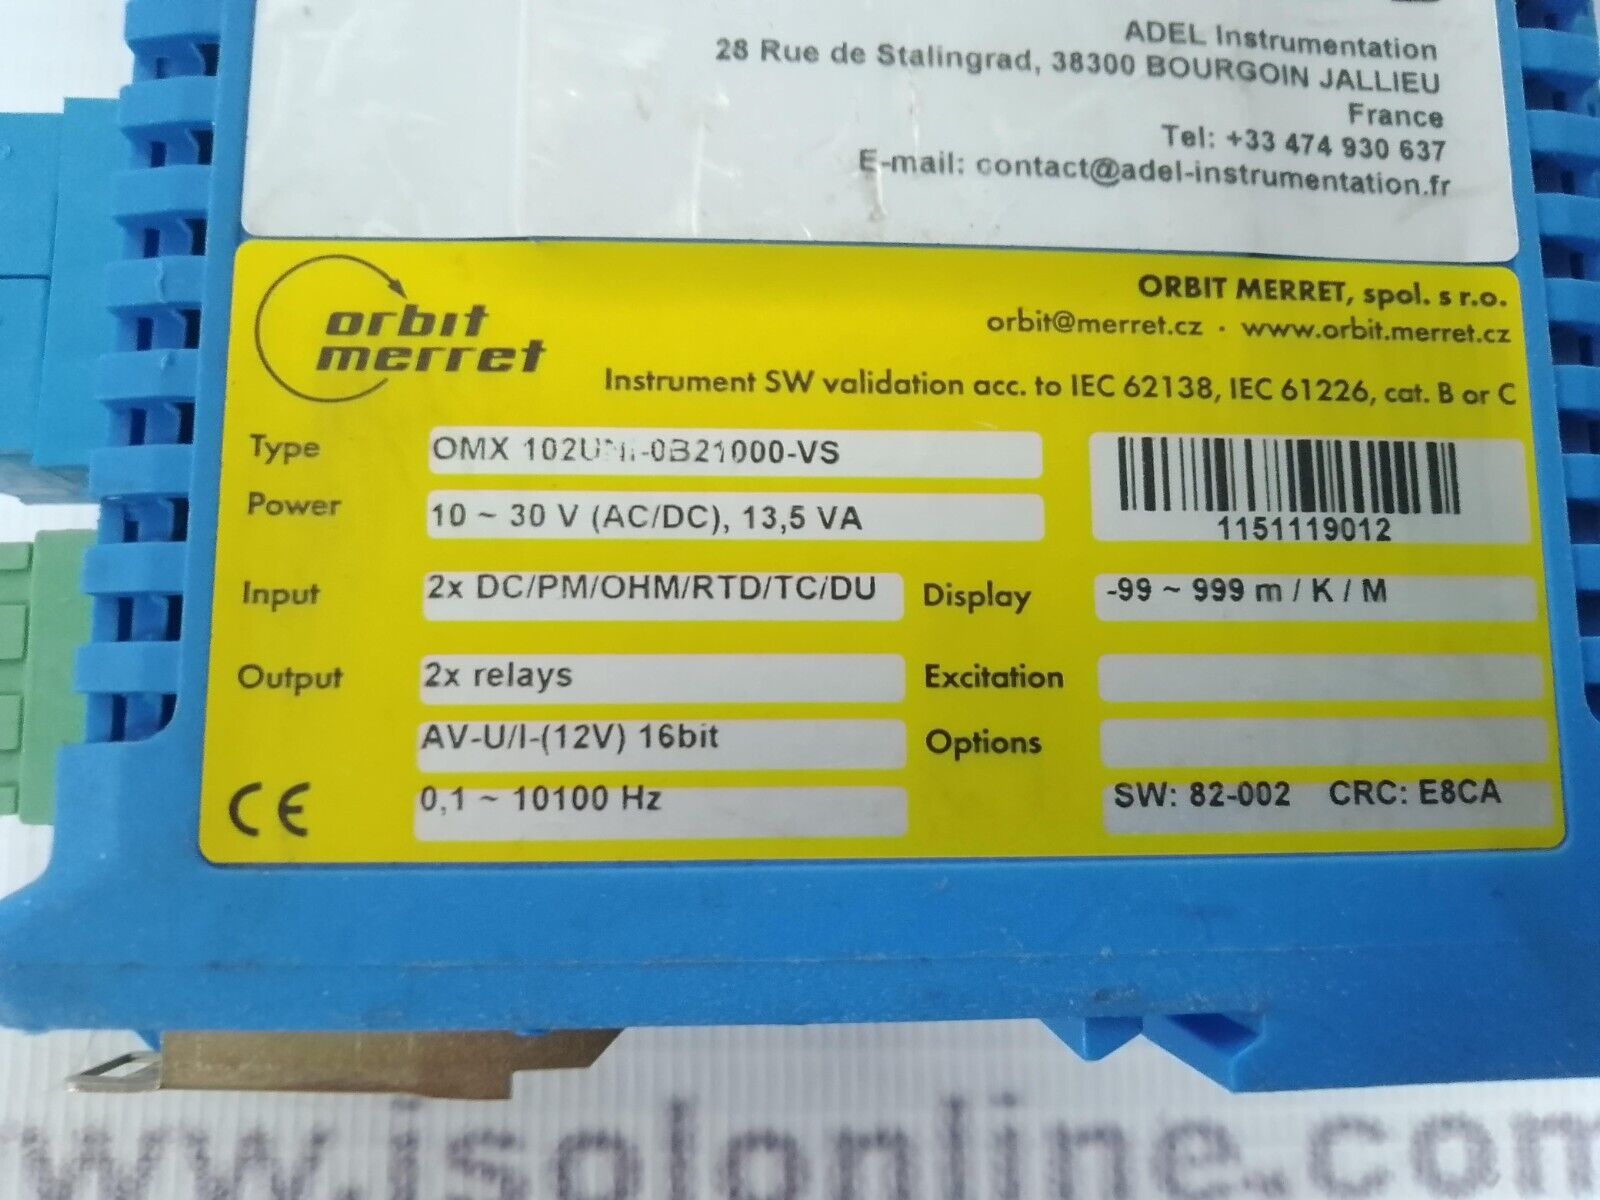 ADEL Instrumentation
28 Rue de Stalingrad, 38300 BOURGOIN JALLIEU
France
Tel: +33 474 930 637
E-mail: contact@adel-instrumentation.fr
orbit
merret
ORBIT MERRET, spol. s r.o.
orbit@merret.cz · www.orbit.merret.cz
Instrument SW validation acc. to IEC 62138, IEC 61226, cat. B or C
Type OMX 102UNI-0B21000-VS
Power 10 ~ 30 V (AC/DC), 13,5 VA
1151119012
Input 2x DC/PM/OHM/RTD/TC/DU Display -99 ~ 999 m / K / M
Output 2x relays Excitation
AV-U/I-(12V) 16bit Options
CE 0,1 ~ 10100 Hz SW: 82-002 CRC: E8CA
www.isolonline.com